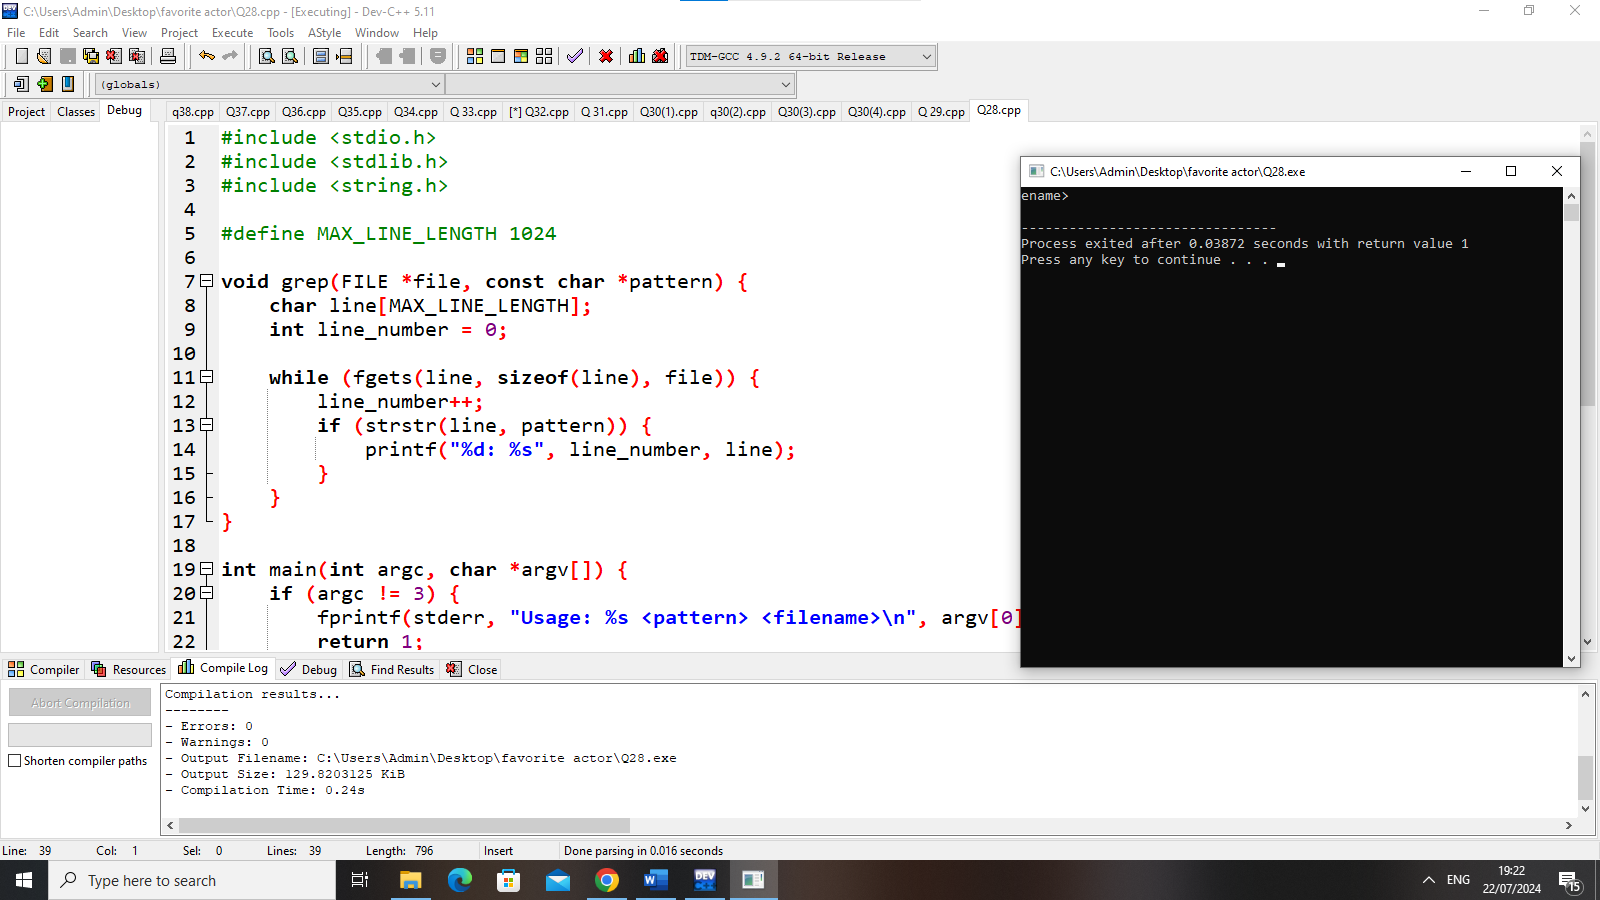 C:\Users\Admin\Desktop\favorite actor\Q28.cpp - [Executing] - Dev-C++ 5.11
File Edit Search View Project Execute Tools AStyle Window Help
TDM-GCC 4.9.2 64-bit Release
(globals)
Project Classes Debug
q38.cpp Q37.cpp Q36.cpp Q35.cpp Q34.cpp Q 33.cpp [*] Q32.cpp Q 31.cpp Q30(1).cpp q30(2).cpp Q30(3).cpp Q30(4).cpp Q 29.cpp Q28.cpp
1 #include <stdio.h>
2 #include <stdlib.h>
3 #include <string.h>
4
5 #define MAX_LINE_LENGTH 1024
6
7 void grep(FILE *file, const char *pattern) {
8 char line[MAX_LINE_LENGTH];
9 int line_number = 0;
10
11 while (fgets(line, sizeof(line), file)) {
12 line_number++;
13 if (strstr(line, pattern)) {
14 printf("%d: %s", line_number, line);
15 }
16 }
17 }
18
19 int main(int argc, char *argv[]) {
20 if (argc != 3) {
21 fprintf(stderr, "Usage: %s <pattern> <filename>\n", argv[0]
22 return 1;
C:\Users\Admin\Desktop\favorite actor\Q28.exe
ename>
--------------------------------
Process exited after 0.03872 seconds with return value 1
Press any key to continue . . .
Compiler Resources Compile Log Debug Find Results Close
Abort Compilation
Shorten compiler paths
Compilation results...
--------
- Errors: 0
- Warnings: 0
- Output Filename: C:\Users\Admin\Desktop\favorite actor\Q28.exe
- Output Size: 129.8203125 KiB
- Compilation Time: 0.24s
Line: 39 Col: 1 Sel: 0 Lines: 39 Length: 796 Insert Done parsing in 0.016 seconds
Type here to search
DEV
ENG
19:22
22/07/2024
15